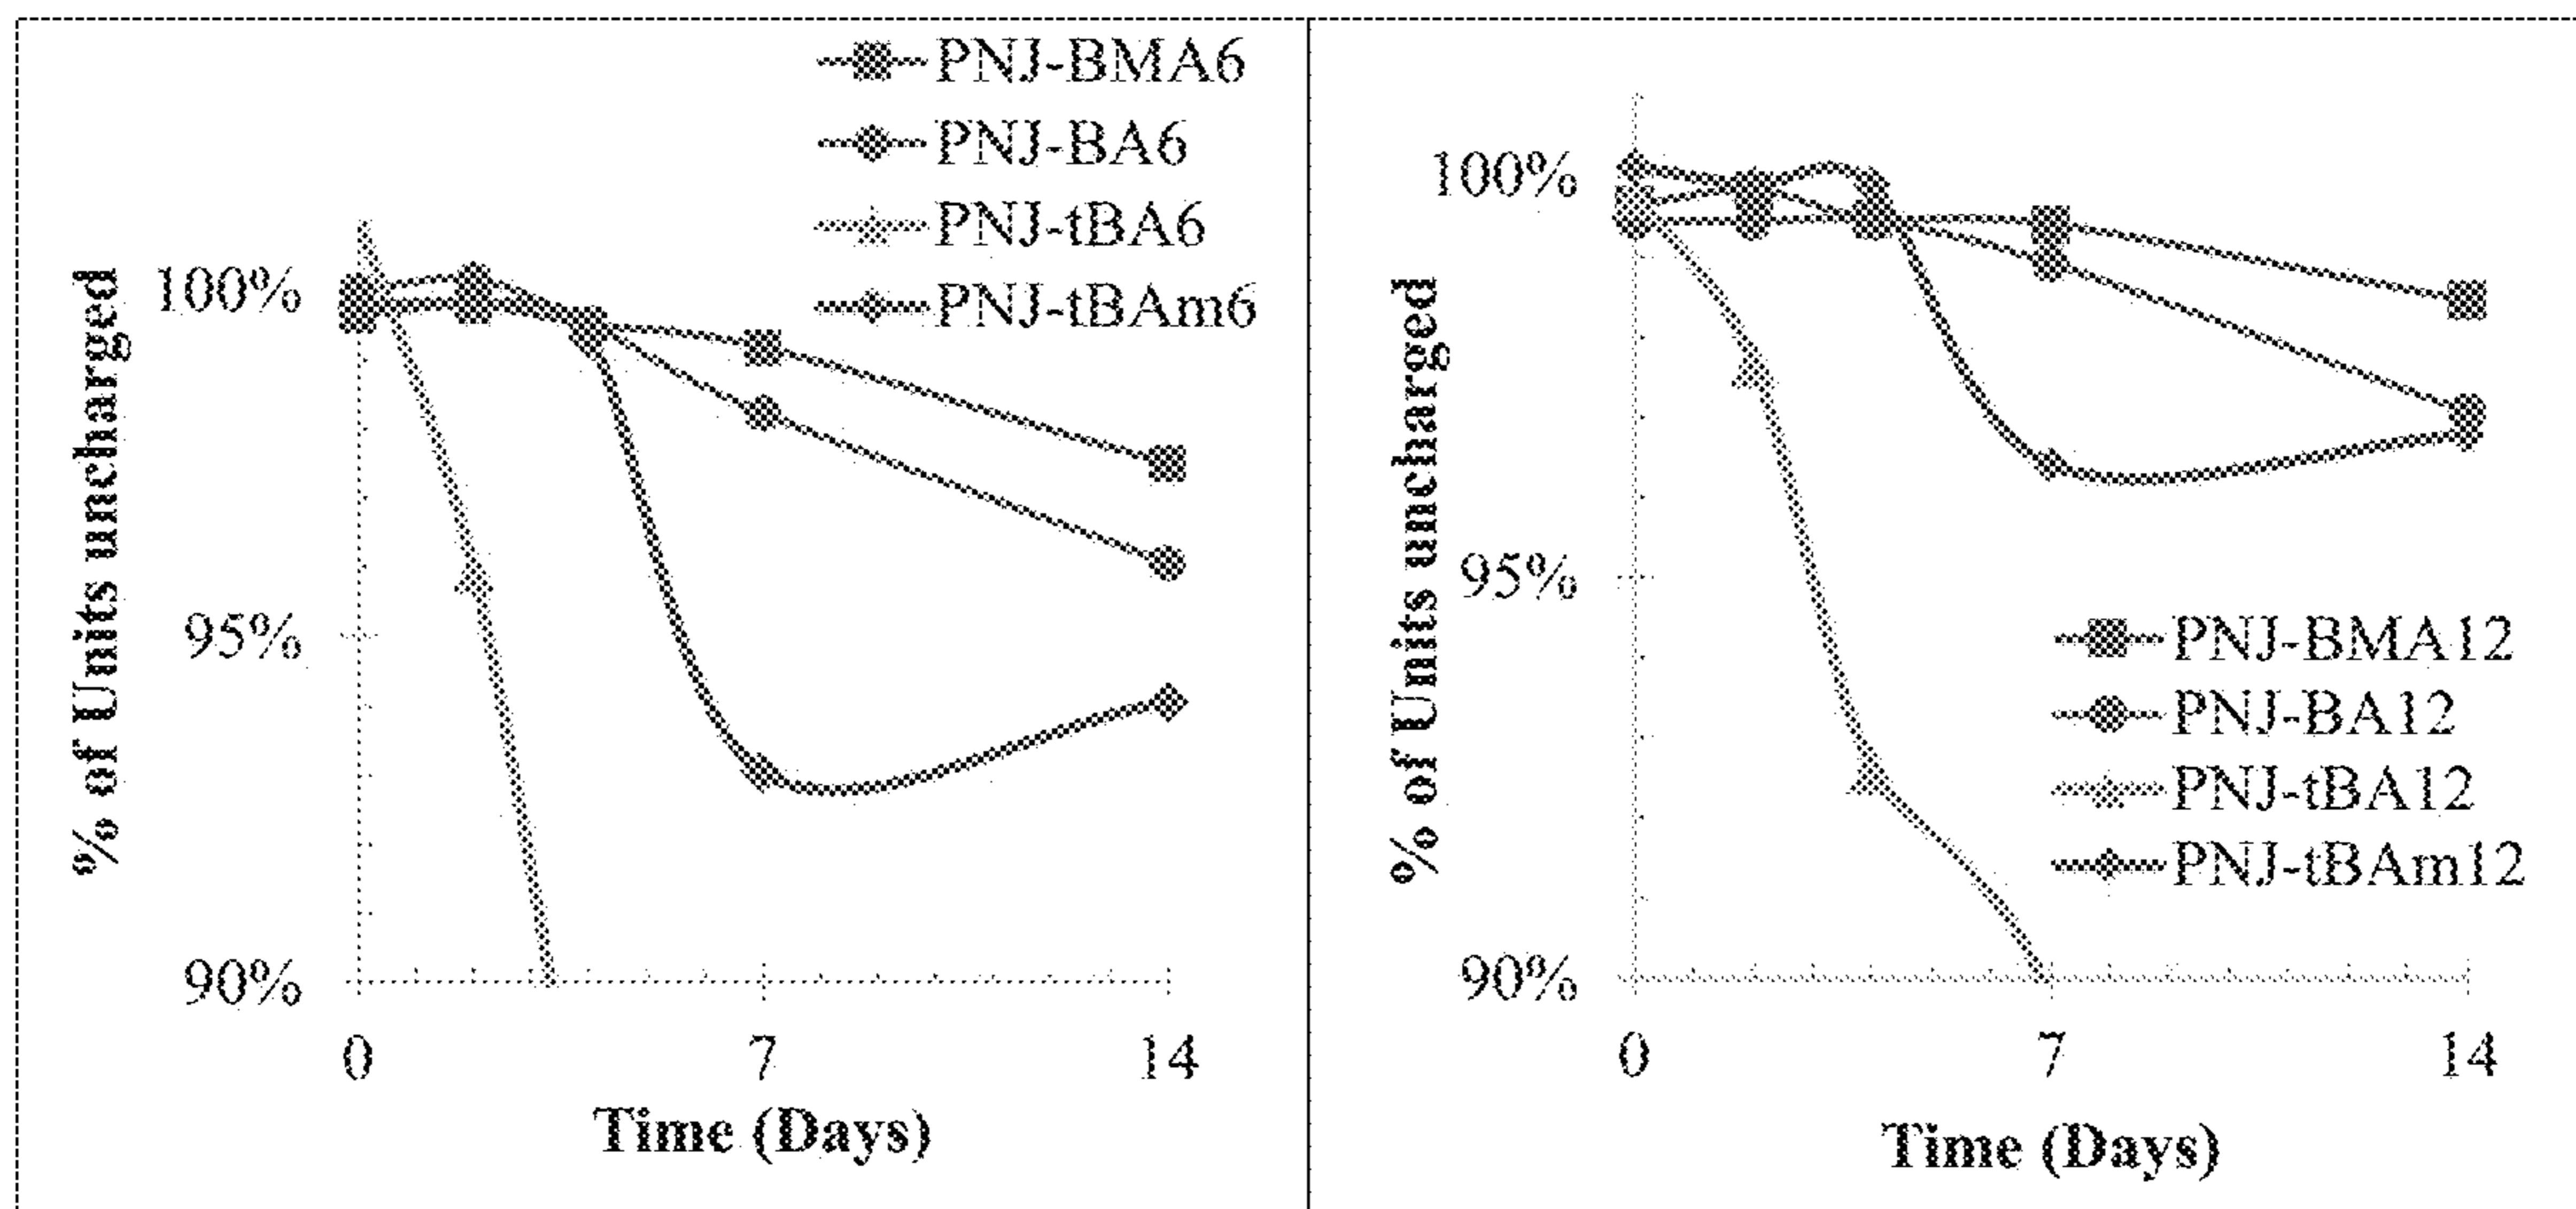 PNJ-BMA6
PNJ-BA6
PNJ-tBA6
PNJ-tBAm6
% of Units uncharged
100%
95%
90%
0 7 14
Time (Days)
% of Units uncharged
100%
95%
90%
PNJ-BMA12
PNJ-BA12
PNJ-tBA12
PNJ-tBAm12
0 7 14
Time (Days)